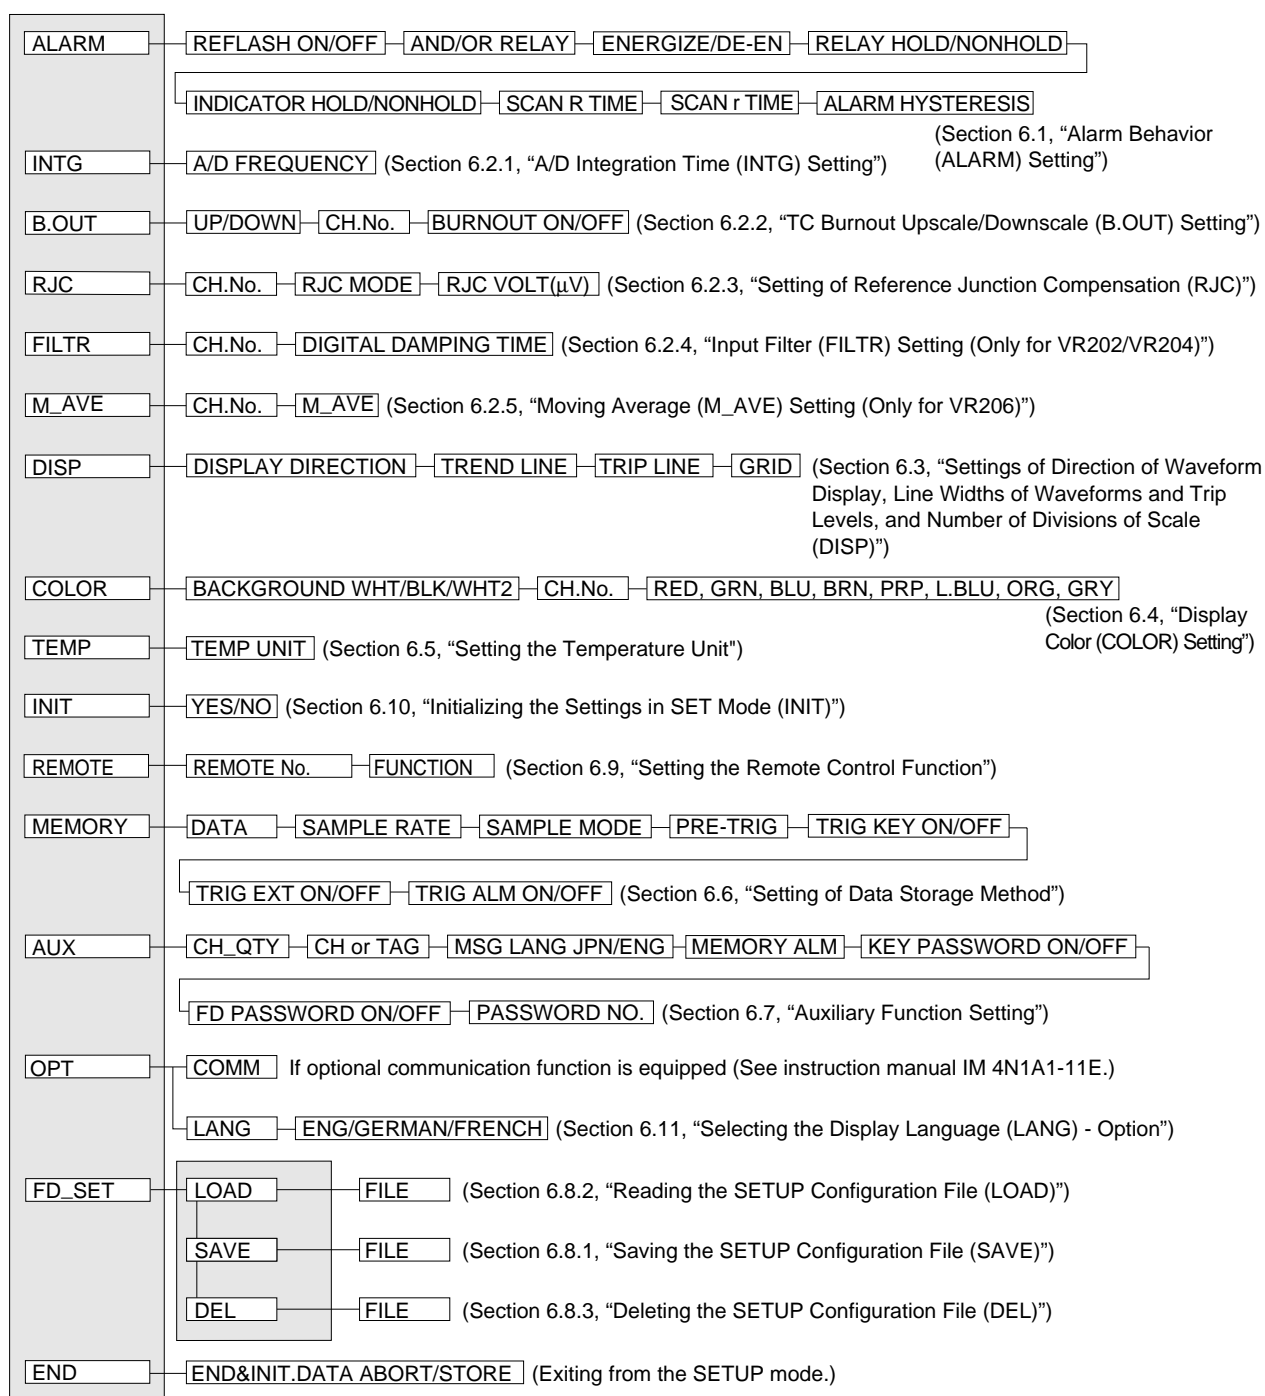 ALARM REFLASH ON/OFF AND/OR RELAY ENERGIZE/DE-EN RELAY HOLD/NONHOLD
INDICATOR HOLD/NONHOLD SCAN R TIME SCAN r TIME ALARM HYSTERESIS
(Section 6.1, “Alarm Behavior
(ALARM) Setting”)
INTG A/D FREQUENCY (Section 6.2.1, “A/D Integration Time (INTG) Setting”)
B.OUT UP/DOWN CH.No. BURNOUT ON/OFF (Section 6.2.2, “TC Burnout Upscale/Downscale (B.OUT) Setting”)
RJC CH.No. RJC MODE RJC VOLT(µV) (Section 6.2.3, “Setting of Reference Junction Compensation (RJC)”)
FILTR CH.No. DIGITAL DAMPING TIME (Section 6.2.4, “Input Filter (FILTR) Setting (Only for VR202/VR204)”)
M_AVE CH.No. M_AVE (Section 6.2.5, “Moving Average (M_AVE) Setting (Only for VR206)”)
DISP DISPLAY DIRECTION TREND LINE TRIP LINE GRID (Section 6.3, “Settings of Direction of Waveform
Display, Line Widths of Waveforms and Trip
Levels, and Number of Divisions of Scale
(DISP)”)
COLOR BACKGROUND WHT/BLK/WHT2 CH.No. RED, GRN, BLU, BRN, PRP, L.BLU, ORG, GRY
(Section 6.4, “Display
Color (COLOR) Setting”)
TEMP TEMP UNIT (Section 6.5, “Setting the Temperature Unit")
INIT YES/NO (Section 6.10, “Initializing the Settings in SET Mode (INIT)”)
REMOTE REMOTE No. FUNCTION (Section 6.9, “Setting the Remote Control Function”)
MEMORY DATA SAMPLE RATE SAMPLE MODE PRE-TRIG TRIG KEY ON/OFF
TRIG EXT ON/OFF TRIG ALM ON/OFF (Section 6.6, “Setting of Data Storage Method”)
AUX CH_QTY CH or TAG MSG LANG JPN/ENG MEMORY ALM KEY PASSWORD ON/OFF
FD PASSWORD ON/OFF PASSWORD NO. (Section 6.7, “Auxiliary Function Setting”)
OPT COMM If optional communication function is equipped (See instruction manual IM 4N1A1-11E.)
LANG ENG/GERMAN/FRENCH (Section 6.11, “Selecting the Display Language (LANG) - Option”)
FD_SET LOAD FILE (Section 6.8.2, “Reading the SETUP Configuration File (LOAD)”)
SAVE FILE (Section 6.8.1, “Saving the SETUP Configuration File (SAVE)”)
DEL FILE (Section 6.8.3, “Deleting the SETUP Configuration File (DEL)”)
END END&INIT.DATA ABORT/STORE (Exiting from the SETUP mode.)